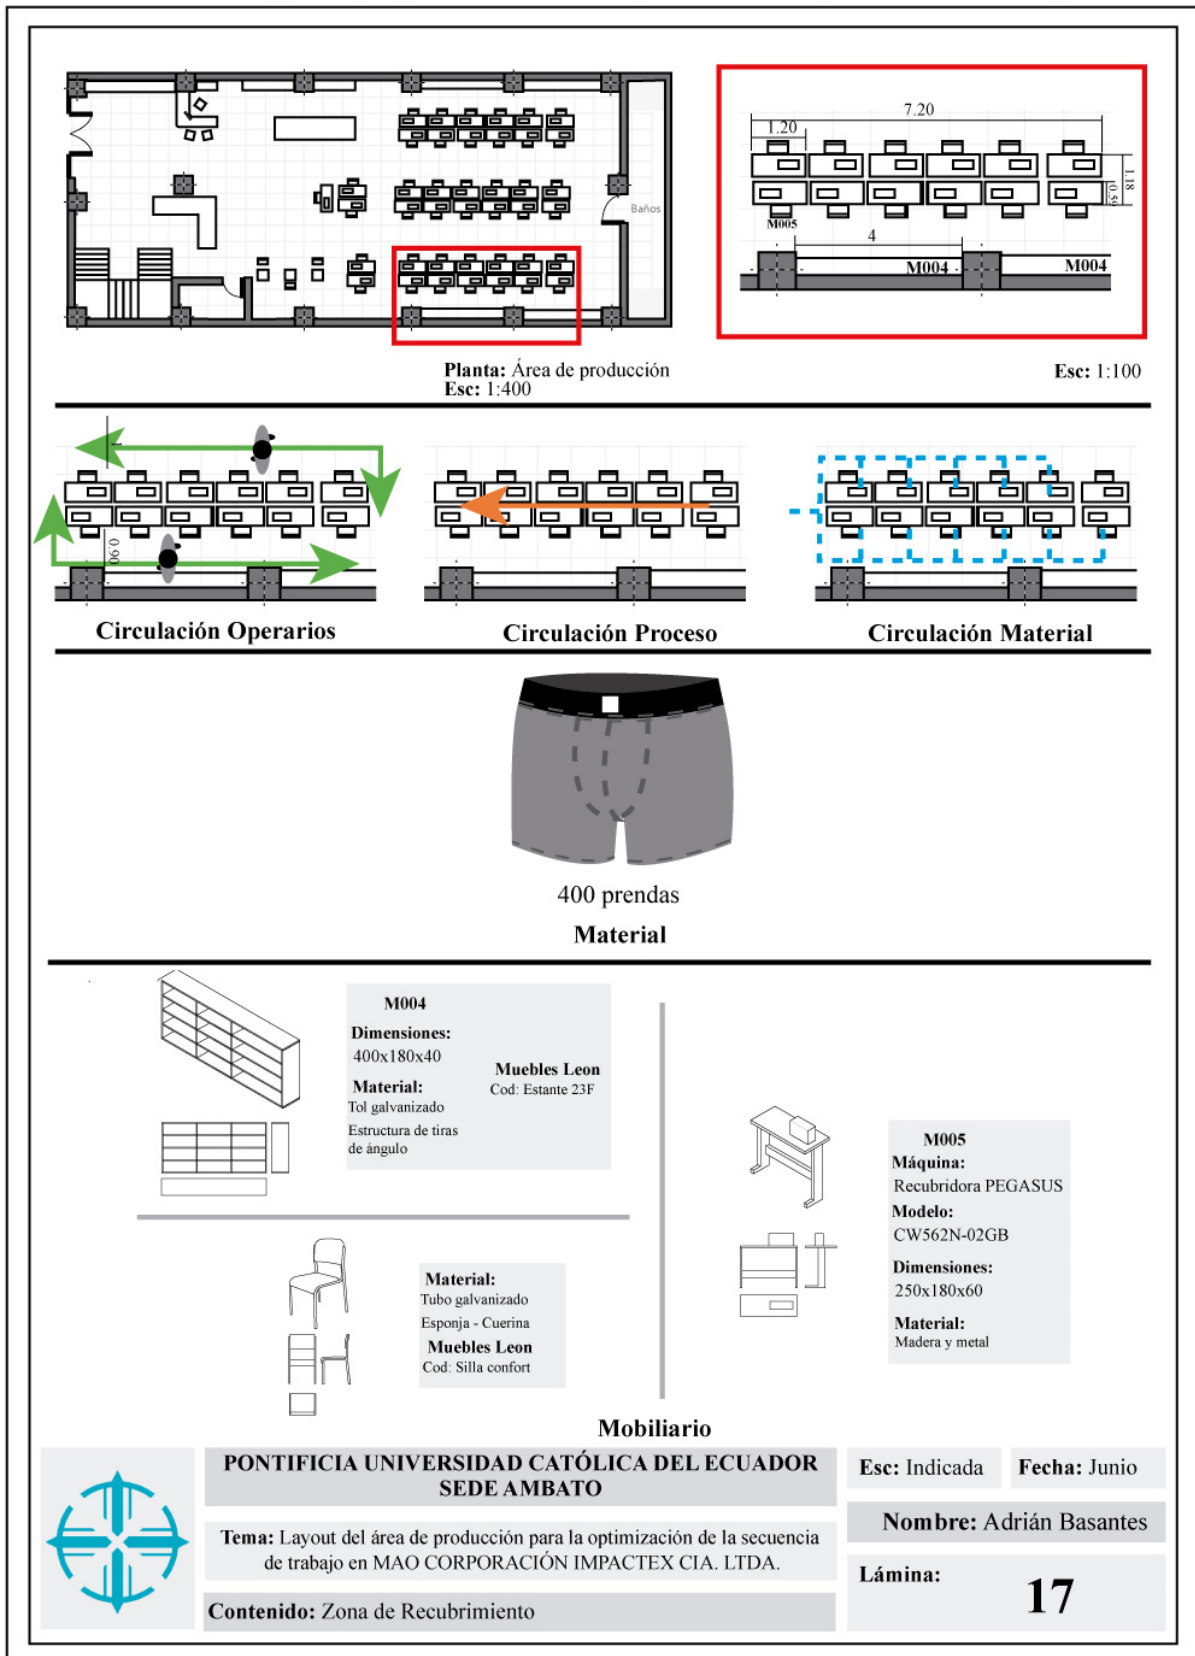 Baños
Planta: Área de producción
Esc: 1:400
7.20
1.20
1.18
0.59
M005
4
M004
M004
Esc: 1:100
1
0.90
Circulación Operarios
Circulación Proceso
Circulación Material
400 prendas
Material
M004
Dimensiones:
400x180x40
Material:
Tol galvanizado
Estructura de tiras
de ángulo
Muebles Leon
Cod: Estante 23F
Material:
Tubo galvanizado
Esponja - Cuerina
Muebles Leon
Cod: Silla confort
M005
Máquina:
Recubridora PEGASUS
Modelo:
CW562N-02GB
Dimensiones:
250x180x60
Material:
Madera y metal
Mobiliario
PONTIFICIA UNIVERSIDAD CATÓLICA DEL ECUADOR
SEDE AMBATO
Tema: Layout del área de producción para la optimización de la secuencia
de trabajo en MAO CORPORACIÓN IMPACTEX CIA. LTDA.
Contenido: Zona de Recubrimiento
Esc: Indicada
Fecha: Junio
Nombre: Adrián Basantes
Lámina:
17